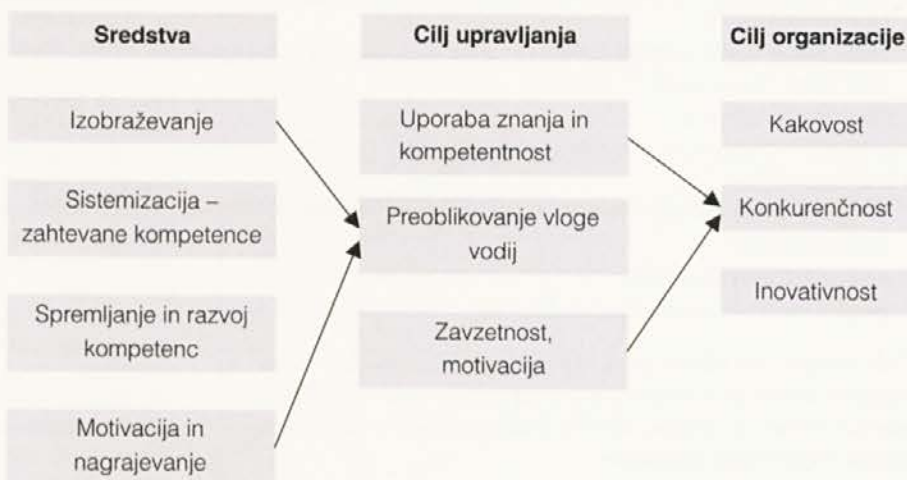 Sredstva
Izobraževanje
Sistemizacija –
zahtevane kompetence
Spremljanje in razvoj
kompetenc
Motivacija in
nagrajevanje
Cilj upravljanja
Uporaba znanja in
kompetentnost
Preoblikovanje vloge
vodij
Zavzetnost,
motivacija
Cilj organizacije
Kakovost
Konkurenčnost
Inovativnost